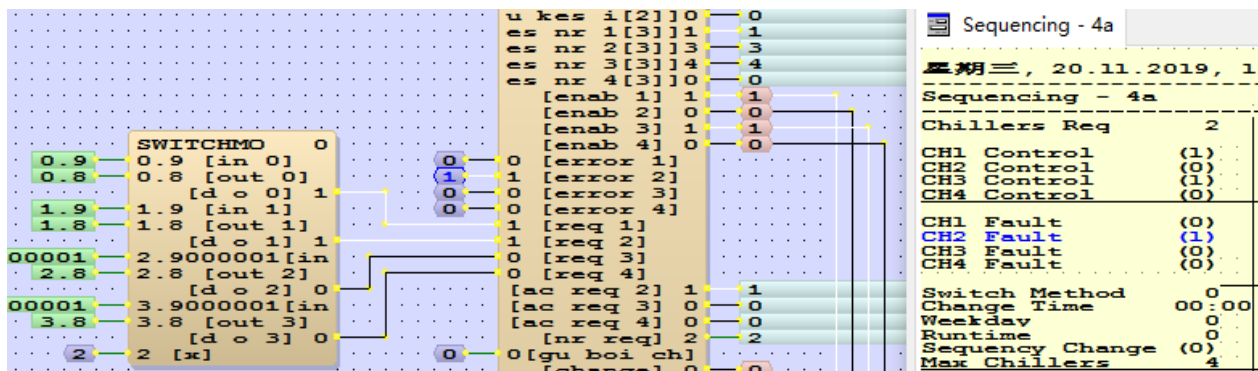 u kes i[2]]0 0
es nr 1[3]]1 1
es nr 2[3]]3 3
es nr 3[3]]4 4
es nr 4[3]]0 0
[enab 1] 1 1
[enab 2] 0 0
[enab 3] 1 1
[enab 4] 0 0
SWITCHMO 0
0.9 0.9 [in 0]
0.8 0.8 [out 0]
[d o 0] 1
1.9 1.9 [in 1]
1.8 1.8 [out 1]
[d o 1] 1
00001 2.9000001[in
2.8 2.8 [out 2]
[d o 2] 0
00001 3.9000001[in
3.8 3.8 [out 3]
[d o 3] 0
2 2 [x]
0 0 [error 1]
1 1 [error 2]
0 0 [error 3]
0 0 [error 4]
1 [req 1]
1 [req 2]
0 [req 3]
0 [req 4]
[ac req 2] 1 1
[ac req 3] 0 0
[ac req 4] 0 0
[nr req] 2 2
0 0[gu boi ch]
[change] 0 0
Sequencing - 4a
星期三, 20.11.2019, 1
Sequencing - 4a
Chillers Req 2
CH1 Control (1)
CH2 Control (0)
CH3 Control (1)
CH4 Control (0)
CH1 Fault (0)
CH2 Fault (1)
CH3 Fault (0)
CH4 Fault (0)
Switch Method 0
Change Time 00:00
Weekday 0
Runtime 0
Sequency Change (0)
Max Chillers 4